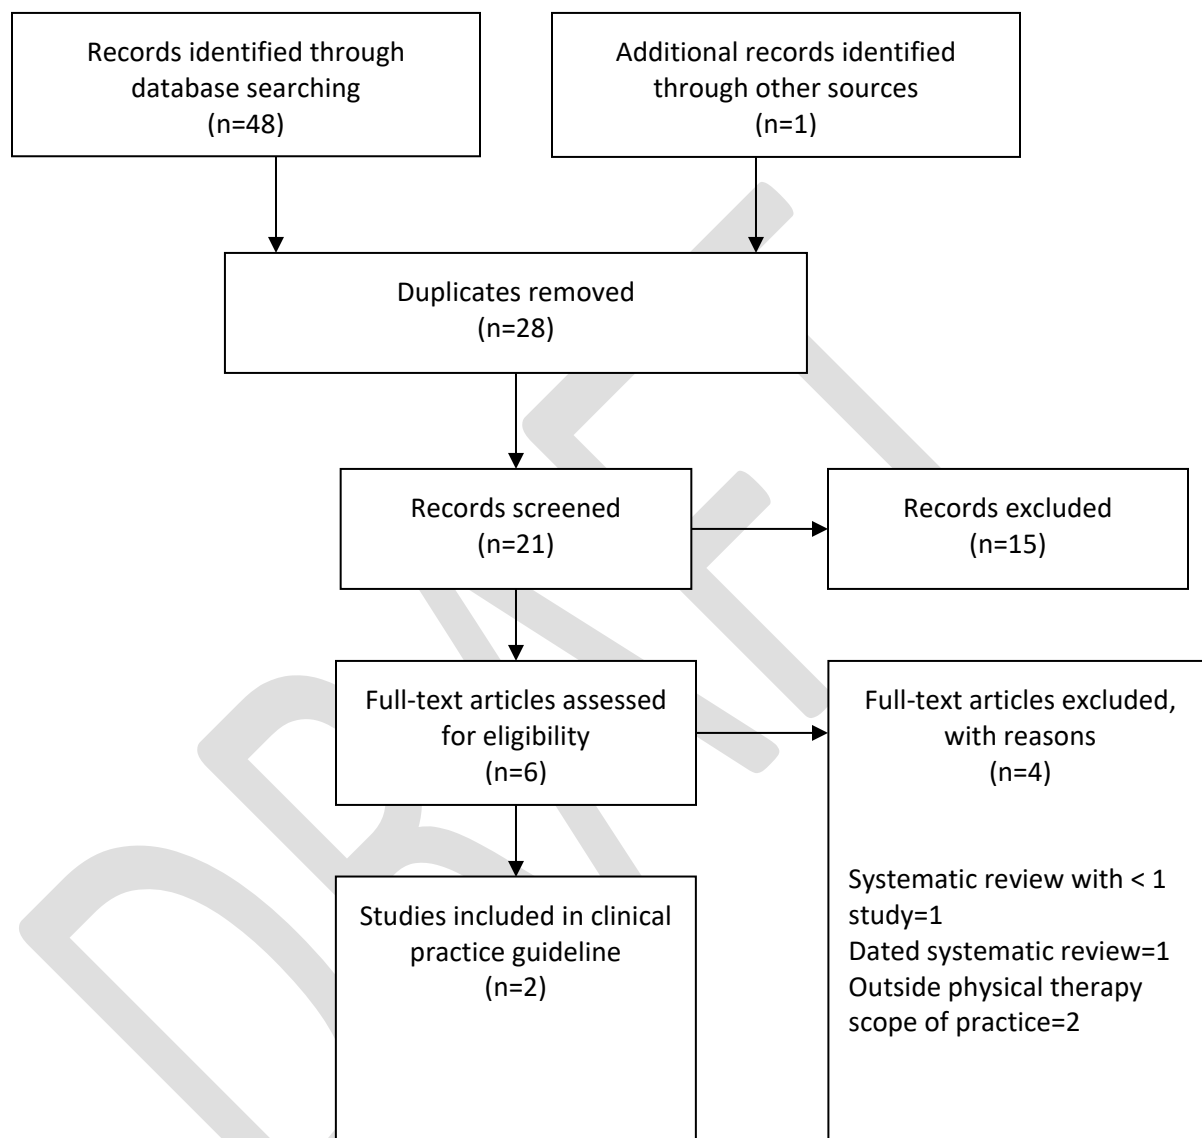 Records identified through
database searching
(n=48)
Additional records identified
through other sources
(n=1)
Duplicates removed
(n=28)
Records screened
(n=21)
Records excluded
(n=15)
Full-text articles assessed
for eligibility
(n=6)
Full-text articles excluded,
with reasons
(n=4)
Systematic review with < 1
study=1
Dated systematic review=1
Outside physical therapy
scope of practice=2
Studies included in clinical
practice guideline
(n=2)
DRAFT